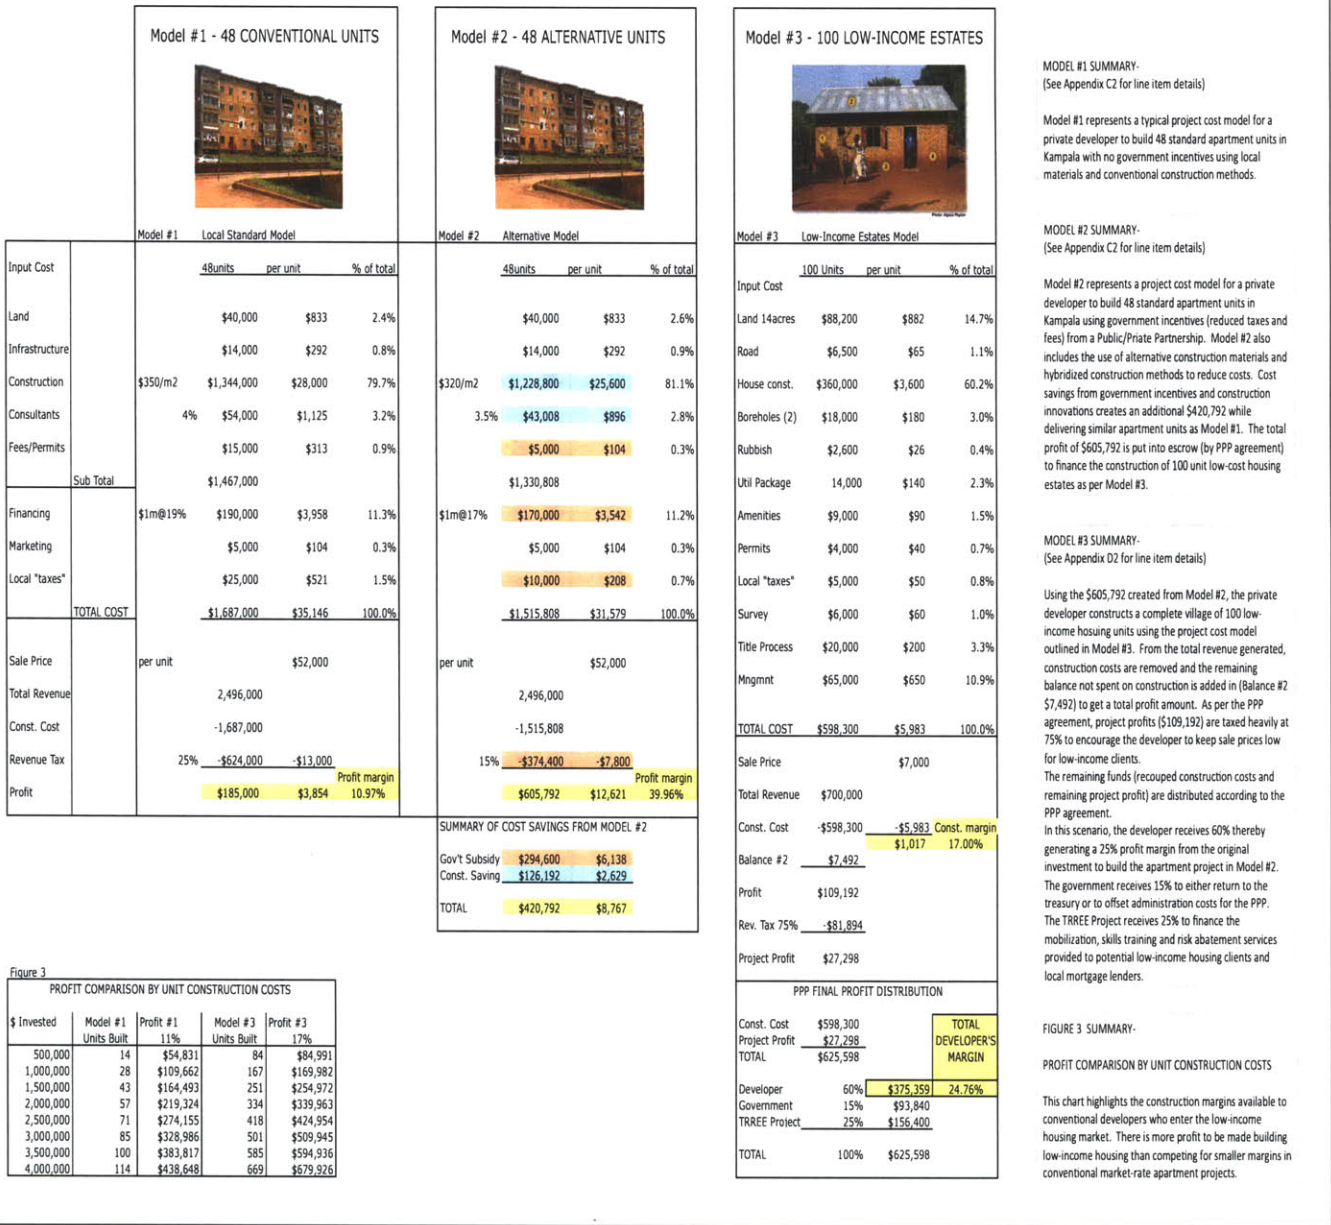 Model #1 - 48 CONVENTIONAL UNITS
Model #1 Local Standard Model
Input Cost 48units per unit % of total
Land $40,000 $833 2.4%
Infrastructure $14,000 $292 0.8%
Construction $350/m2 $1,344,000 $28,000 79.7%
Consultants 4% $54,000 $1,125 3.2%
Fees/Permits $15,000 $313 0.9%
Sub Total $1,467,000
Financing $1m@19% $190,000 $3,958 11.3%
Marketing $5,000 $104 0.3%
Local "taxes" $25,000 $521 1.5%
TOTAL COST $1,687,000 $35,146 100.0%
Sale Price per unit $52,000
Total Revenue 2,496,000
Const. Cost -1,687,000
Revenue Tax 25% -$624,000 -$13,000
Profit margin
Profit $185,000 $3,854 10.97%
Model #2 - 48 ALTERNATIVE UNITS
Model #2 Alternative Model
48units per unit % of total
$40,000 $833 2.6%
$14,000 $292 0.9%
$320/m2 $1,228,800 $25,600 81.1%
3.5% $43,008 $896 2.8%
$5,000 $104 0.3%
$1,330,808
$1m@17% $170,000 $3,542 11.2%
$5,000 $104 0.3%
$10,000 $208 0.7%
$1,515,808 $31,579 100.0%
per unit $52,000
2,496,000
-1,515,808
15% -$374,400 -$7,800
Profit margin
$605,792 $12,621 39.96%
SUMMARY OF COST SAVINGS FROM MODEL #2
Gov't Subsidy $294,600 $6,138
Const. Saving $126,192 $2,629
TOTAL $420,792 $8,767
Model #3 - 100 LOW-INCOME ESTATES
Model #3 Low-Income Estates Model
100 Units per unit % of total
Input Cost
Land 14acres $88,200 $882 14.7%
Road $6,500 $65 1.1%
House const. $360,000 $3,600 60.2%
Boreholes (2) $18,000 $180 3.0%
Rubbish $2,600 $26 0.4%
Util Package 14,000 $140 2.3%
Amenities $9,000 $90 1.5%
Permits $4,000 $40 0.7%
Local "taxes" $5,000 $50 0.8%
Survey $6,000 $60 1.0%
Title Process $20,000 $200 3.3%
Mngmnt $65,000 $650 10.9%
TOTAL COST $598,300 $5,983 100.0%
Sale Price $7,000
Total Revenue $700,000
Const. Cost -$598,300 -$5,983 Const. margin
$1,017 17.00%
Balance #2 $7,492
Profit $109,192
Rev. Tax 75% -$81,894
Project Profit $27,298
PPP FINAL PROFIT DISTRIBUTION
Const. Cost $598,300 TOTAL
Project Profit $27,298 DEVELOPER'S
TOTAL $625,598 MARGIN
Developer 60% $375,359 24.76%
Government 15% $93,840
TRREE Project 25% $156,400
TOTAL 100% $625,598
Figure 3
PROFIT COMPARISON BY UNIT CONSTRUCTION COSTS
$ Invested Model #1 Profit #1 Model #3 Profit #3
Units Built 11% Units Built 17%
500,000 14 $54,831 84 $84,991
1,000,000 28 $109,662 167 $169,982
1,500,000 43 $164,493 251 $254,972
2,000,000 57 $219,324 334 $339,963
2,500,000 71 $274,155 418 $424,954
3,000,000 85 $328,986 501 $509,945
3,500,000 100 $383,817 585 $594,936
4,000,000 114 $438,648 669 $679,926
MODEL #1 SUMMARY-
(See Appendix C2 for line item details)
Model #1 represents a typical project cost model for a
private developer to build 48 standard apartment units in
Kampala with no government incentives using local
materials and conventional construction methods.
MODEL #2 SUMMARY-
(See Appendix C2 for line item details)
Model #2 represents a project cost model for a private
developer to build 48 standard apartment units in
Kampala using government incentives (reduced taxes and
fees) from a Public/Priate Partnership. Model #2 also
includes the use of alternative construction materials and
hybridized construction methods to reduce costs. Cost
savings from government incentives and construction
innovations creates an additional $420,792 while
delivering similar apartment units as Model #1. The total
profit of $605,792 is put into escrow (by PPP agreement)
to finance the construction of 100 unit low-cost housing
estates as per Model #3.
MODEL #3 SUMMARY-
(See Appendix D2 for line item details)
Using the $605,792 created from Model #2, the private
developer constructs a complete village of 100 low-
income hosuing units using the project cost model
outlined in Model #3. From the total revenue generated,
construction costs are removed and the remaining
balance not spent on construction is added in (Balance #2
$7,492) to get a total profit amount. As per the PPP
agreement, project profits ($109,192) are taxed heavily at
75% to encourage the developer to keep sale prices low
for low-income clients.
The remaining funds (recouped construction costs and
remaining project profit) are distributed according to the
PPP agreement.
In this scenario, the developer receives 60% thereby
generating a 25% profit margin from the original
investment to build the apartment project in Model #2.
The government receives 15% to either return to the
treasury or to offset administration costs for the PPP.
The TRREE Project receives 25% to finance the
mobilization, skills training and risk abatement services
provided to potential low-income housing clients and
local mortgage lenders.
FIGURE 3 SUMMARY-
PROFIT COMPARISON BY UNIT CONSTRUCTION COSTS
This chart highlights the construction margins available to
conventional developers who enter the low-income
housing market. There is more profit to be made building
low-income housing than competing for smaller margins in
conventional market-rate apartment projects.